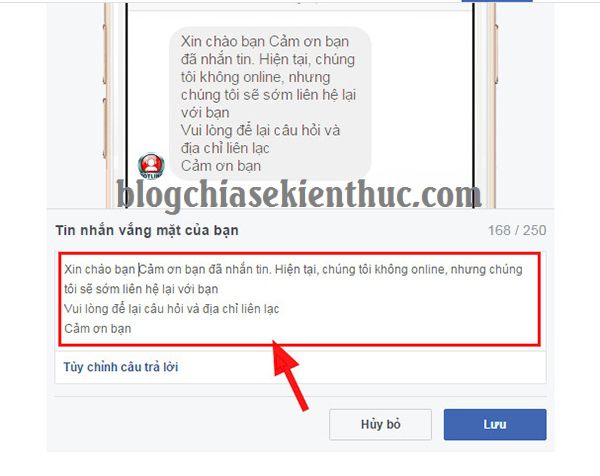 Xin chào bạn Cảm ơn bạn
đã nhắn tin. Hiện tại, chúng
tôi không online, nhưng
chúng tôi sẽ sớm liên hệ lại
với bạn
Vui lòng để lại câu hỏi và
địa chỉ liên lạc
Cảm ơn bạn
HOTLINE
blogchiasekienthuc.com
Tin nhắn vắng mặt của bạn 168 / 250
Xin chào bạn Cảm ơn bạn đã nhắn tin. Hiện tại, chúng tôi không online, nhưng chúng
tôi sẽ sớm liên hệ lại với bạn
Vui lòng để lại câu hỏi và địa chỉ liên lạc
Cảm ơn bạn
Tùy chỉnh câu trả lời
Hủy bỏ Lưu